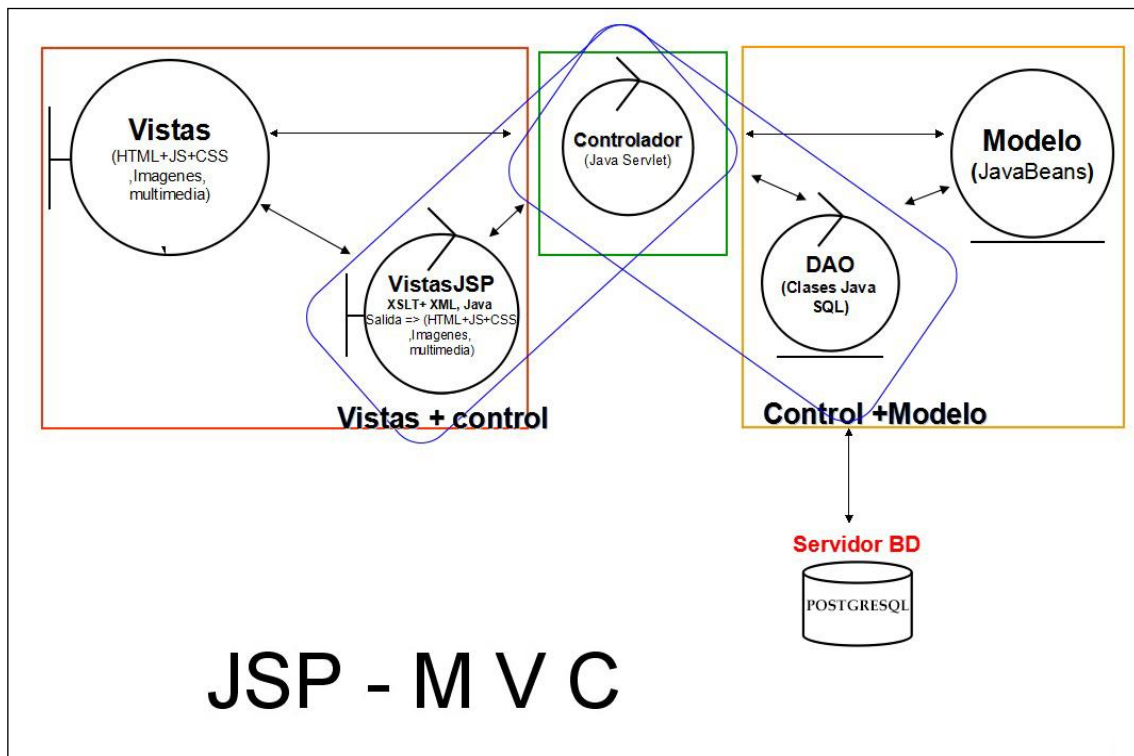 Vistas
(HTML+JS+CSS
,Imagenes,
multimedia)
Controlador
(Java Servlet)
Modelo
(JavaBeans)
VistasJSP
XSLT+ XML, Java
Salida => (HTML+JS+CSS
,Imagenes,
multimedia)
DAO
(Clases Java
SQL)
Vistas + control
Control +Modelo
Servidor BD
POSTGRESQL
JSP - M V C